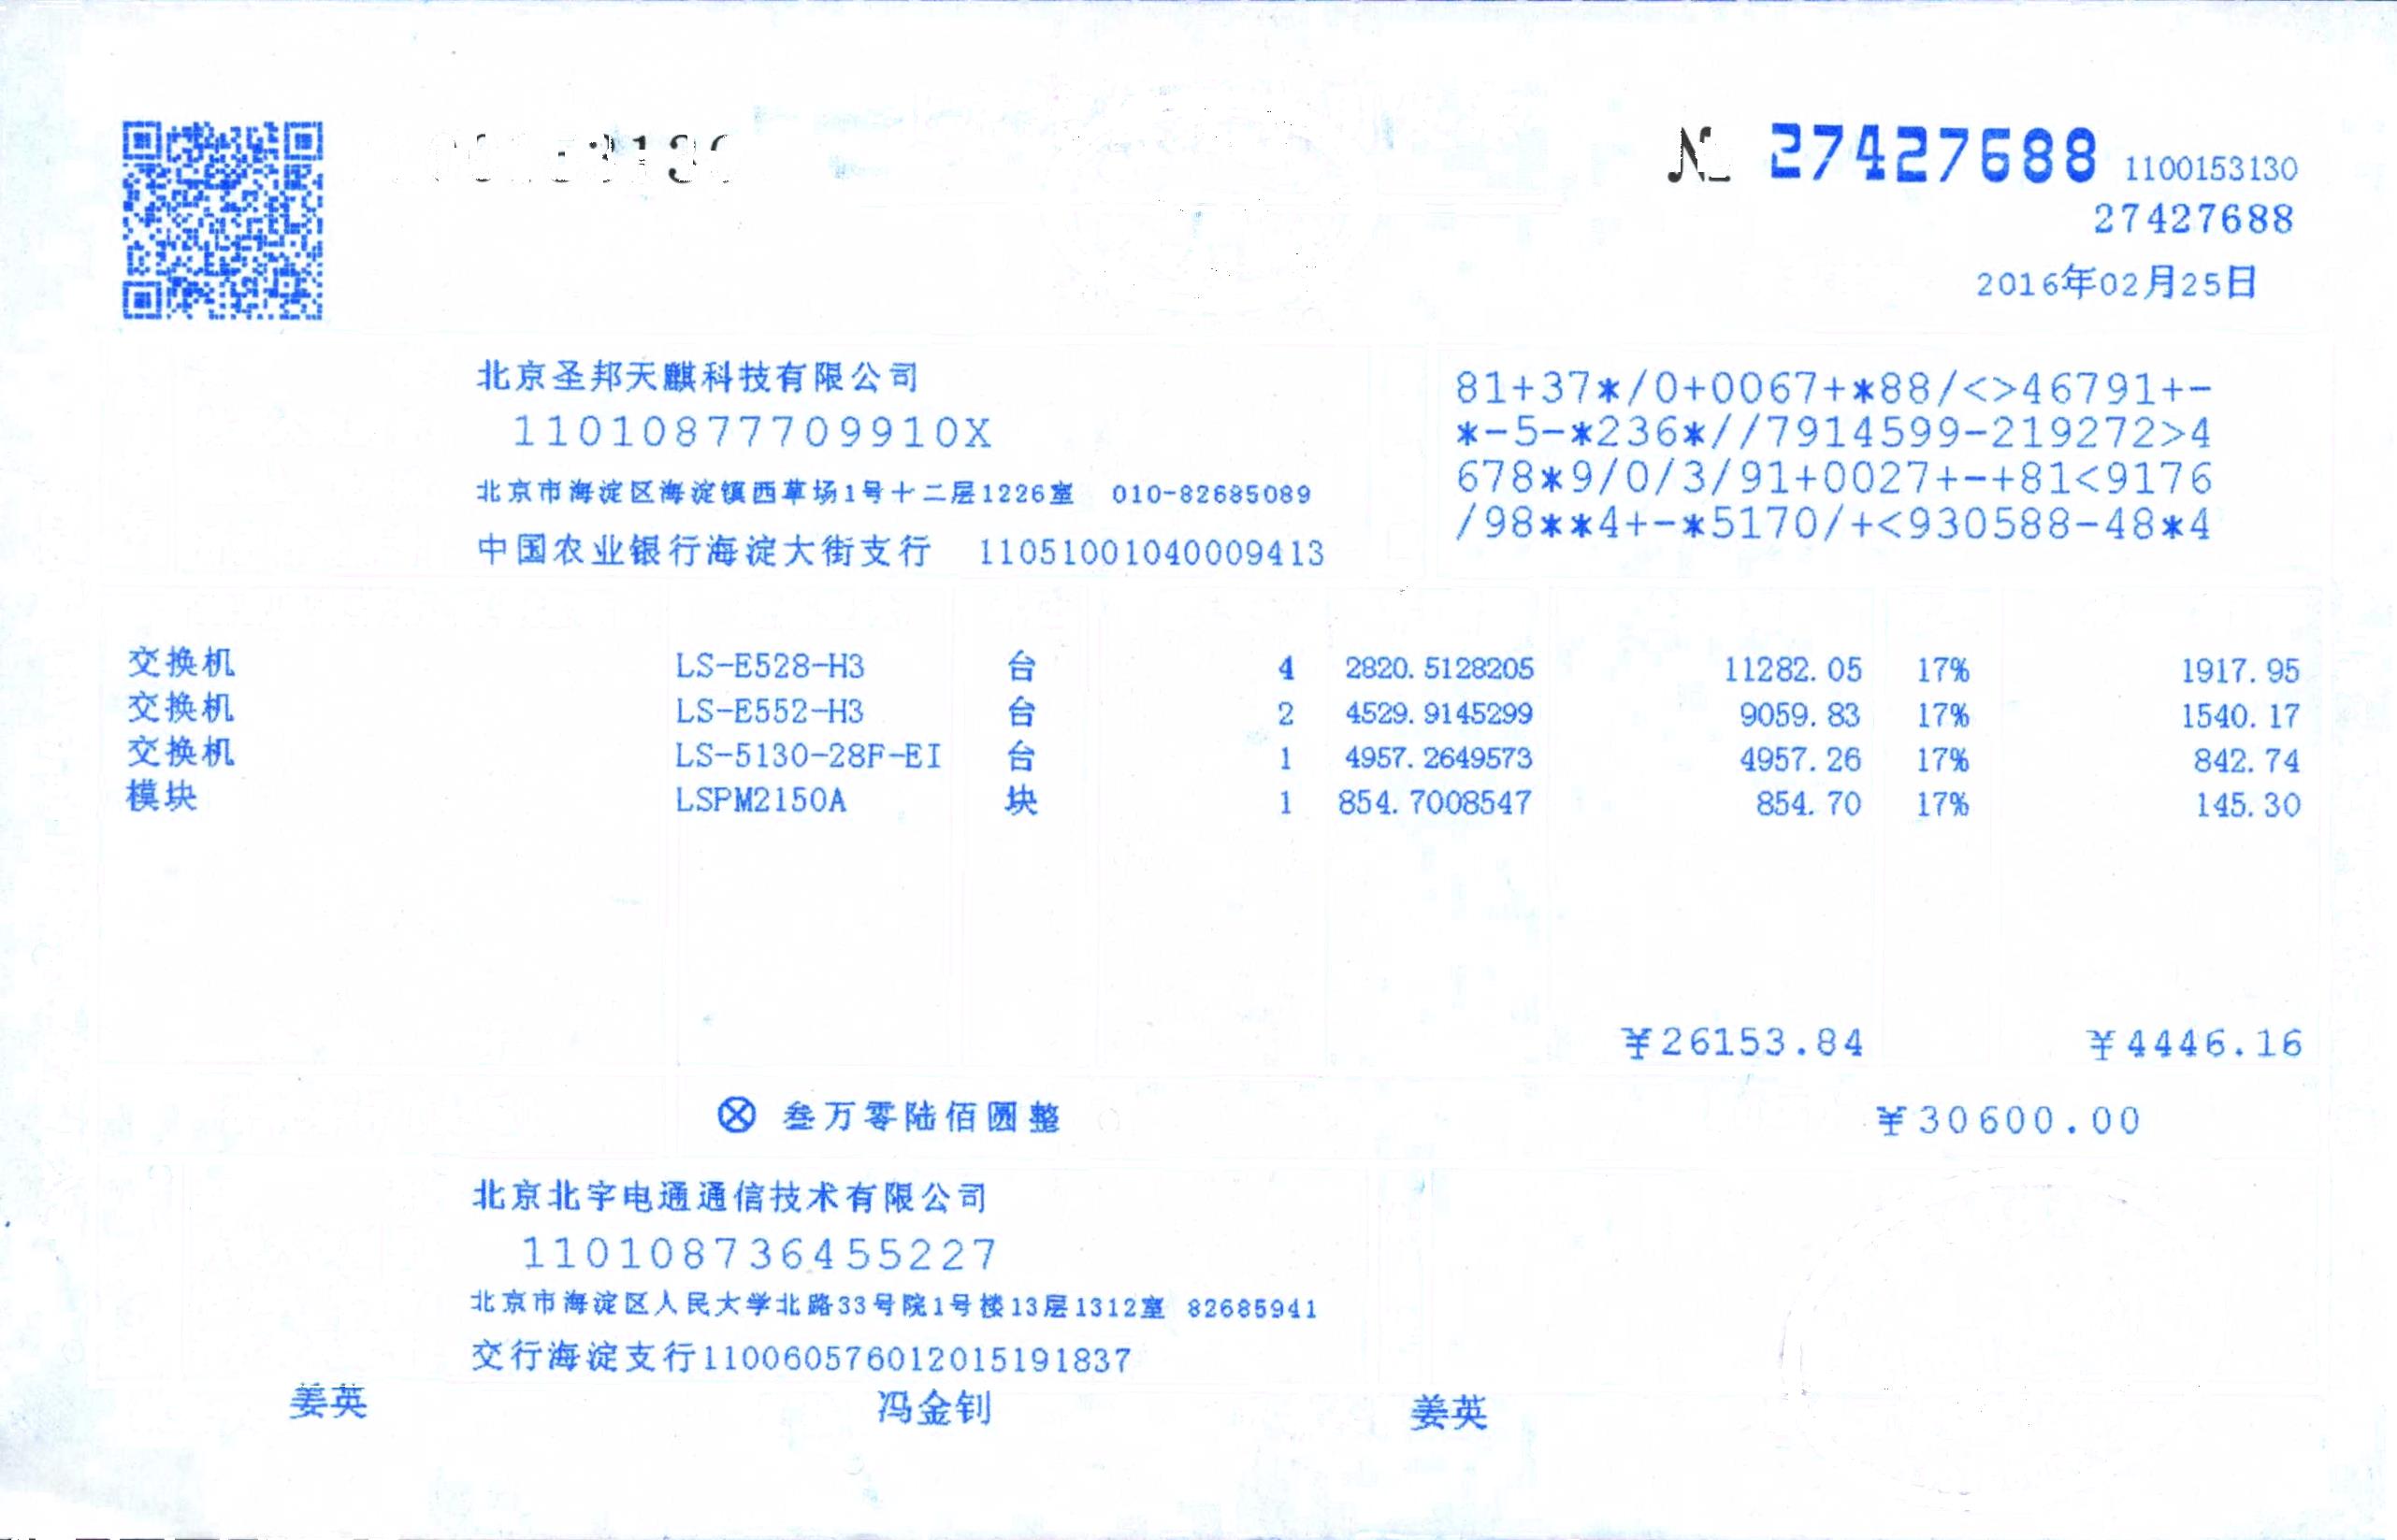 № 27427688 1100153130
27427688
2016年02月25日
北京圣邦天麒科技有限公司
11010877709910X
北京市海淀区海淀镇西草场1号十二层1226室 010-82685089
中国农业银行海淀大街支行 11051001040009413
81+37*/0+0067+*88/<>46791+-
*-5-*236*//7914599-219272>4
678*9/0/3/91+0027+-+81<9176
/98**4+-*5170/+<930588-48*4
交换机 LS-E528-H3 台 4 2820.5128205 11282.05 17% 1917.95
交换机 LS-E552-H3 台 2 4529.9145299 9059.83 17% 1540.17
交换机 LS-5130-28F-EI 台 1 4957.2649573 4957.26 17% 842.74
模块 LSPM2150A 块 1 854.7008547 854.70 17% 145.30
¥26153.84 ¥4446.16
ⓧ 叁万零陆佰圆整 ¥30600.00
北京北宇电通通信技术有限公司
110108736455227
北京市海淀区人民大学北路33号院1号楼13层1312室 82685941
交行海淀支行110060576012015191837
姜英 冯金钊 姜英